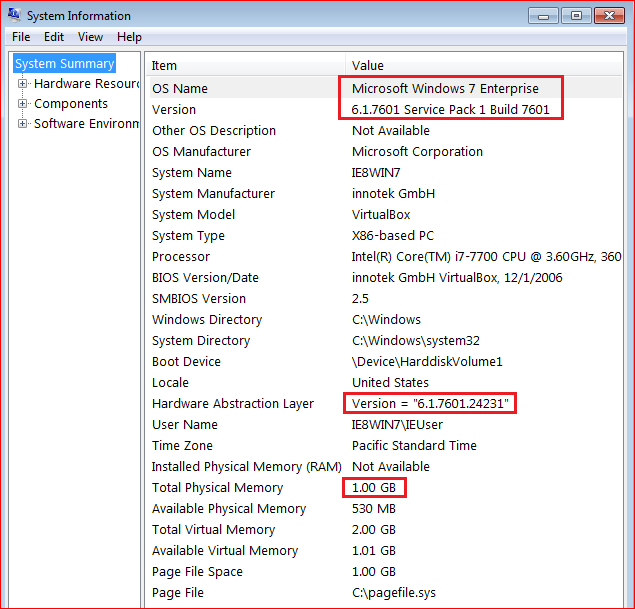 System Information
File Edit View Help
System Summary
Hardware Resourc
Components
Software Environm
Item Value
OS Name Microsoft Windows 7 Enterprise
Version 6.1.7601 Service Pack 1 Build 7601
Other OS Description Not Available
OS Manufacturer Microsoft Corporation
System Name IE8WIN7
System Manufacturer innotek GmbH
System Model VirtualBox
System Type X86-based PC
Processor Intel(R) Core(TM) i7-7700 CPU @ 3.60GHz, 360
BIOS Version/Date innotek GmbH VirtualBox, 12/1/2006
SMBIOS Version 2.5
Windows Directory C:\Windows
System Directory C:\Windows\system32
Boot Device \Device\HarddiskVolume1
Locale United States
Hardware Abstraction Layer Version = "6.1.7601.24231"
User Name IE8WIN7\IEUser
Time Zone Pacific Standard Time
Installed Physical Memory (RAM) Not Available
Total Physical Memory 1.00 GB
Available Physical Memory 530 MB
Total Virtual Memory 2.00 GB
Available Virtual Memory 1.01 GB
Page File Space 1.00 GB
Page File C:\pagefile.sys